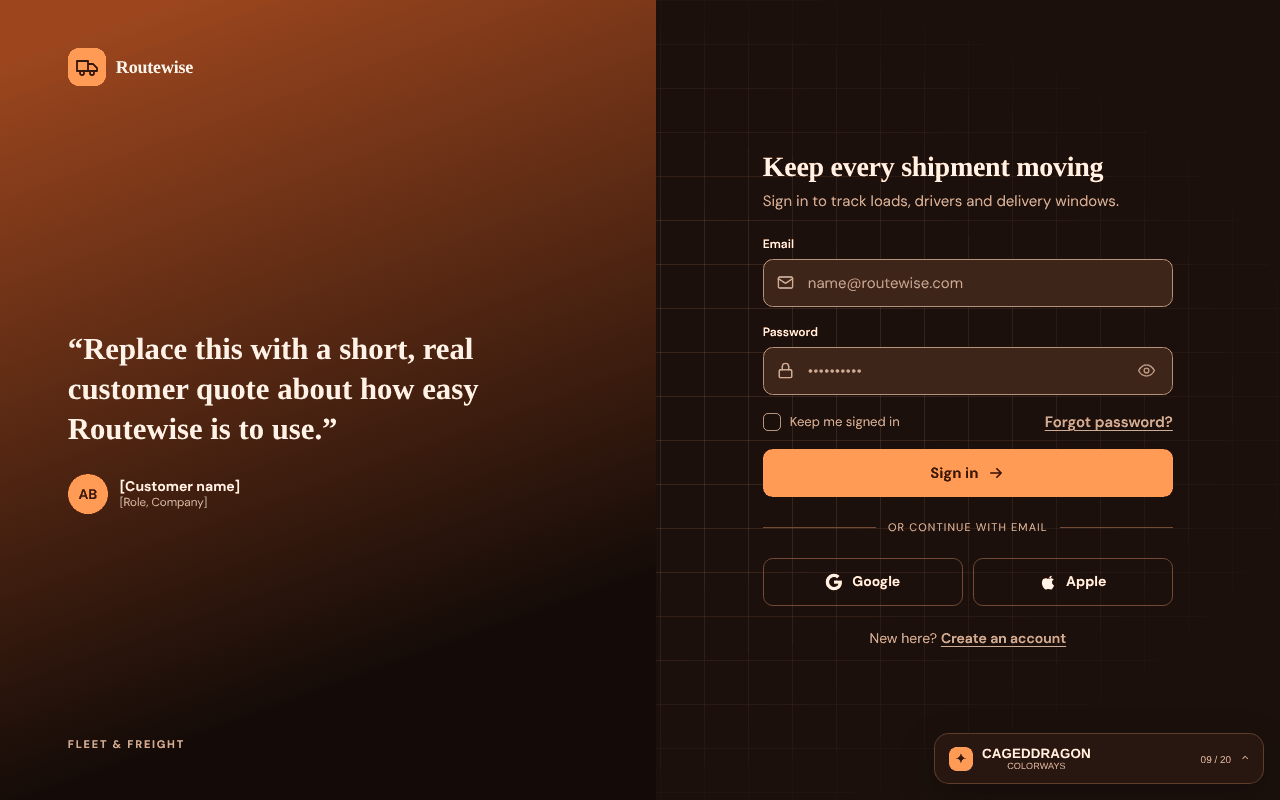 Routewise
“Replace this with a short, real
customer quote about how easy
Routewise is to use.”
AB
[Customer name]
[Role, Company]
FLEET & FREIGHT
Keep every shipment moving
Sign in to track loads, drivers and delivery windows.
Email
name@routewise.com
Password
••••••••••
Keep me signed in
Forgot password?
Sign in →
OR CONTINUE WITH EMAIL
Google
Apple
New here? Create an account
CAGEDDRAGON
COLORWAYS
09 / 20